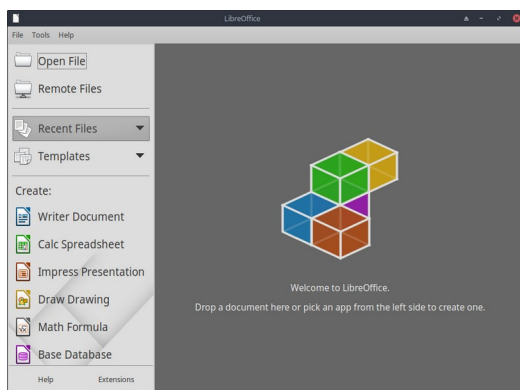 LibreOffice
File Tools Help
Open File
Remote Files
Recent Files
Templates
Create:
Writer Document
Calc Spreadsheet
Impress Presentation
Draw Drawing
Math Formula
Base Database
Help Extensions
Welcome to LibreOffice.
Drop a document here or pick an app from the left side to create one.